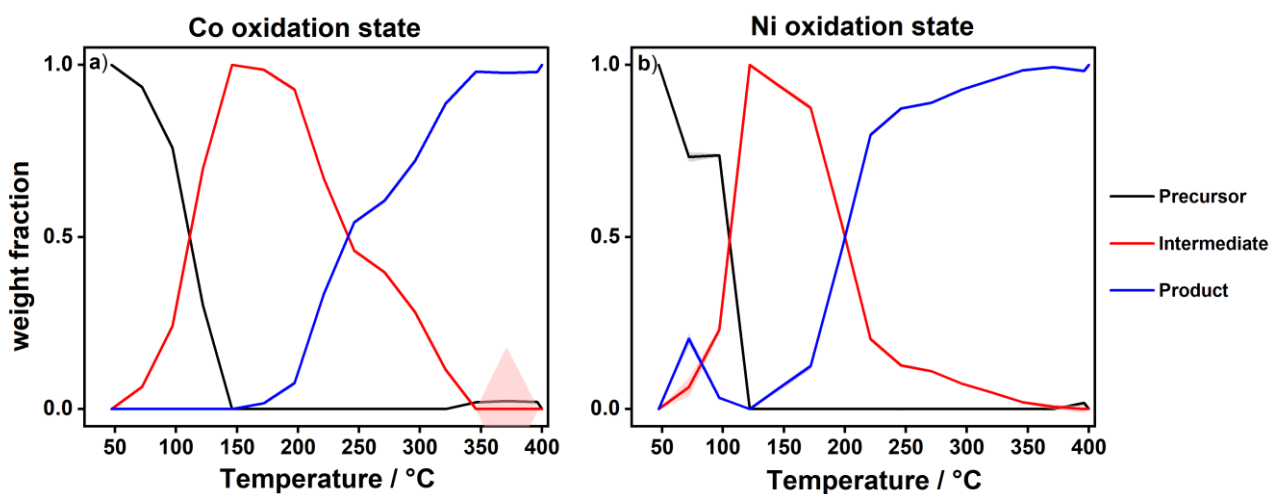 Co oxidation state
Ni oxidation state
a)
b)
weight fraction
1.0
0.5
0.0
50 100 150 200 250 300 350 400
Temperature / °C
1.0
0.5
0.0
50 100 150 200 250 300 350 400
Temperature / °C
Precursor
Intermediate
Product